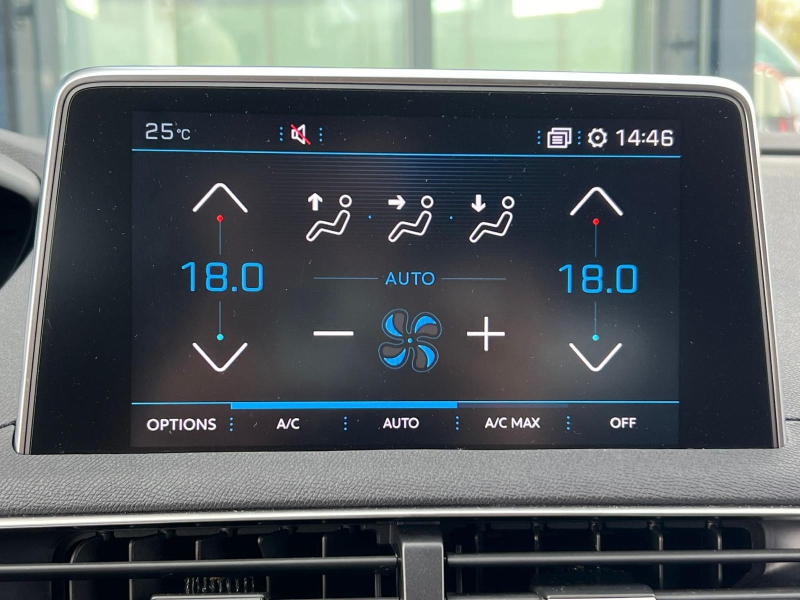 25°C 14:46
18.0 18.0
AUTO
OPTIONS A/C AUTO A/C MAX OFF